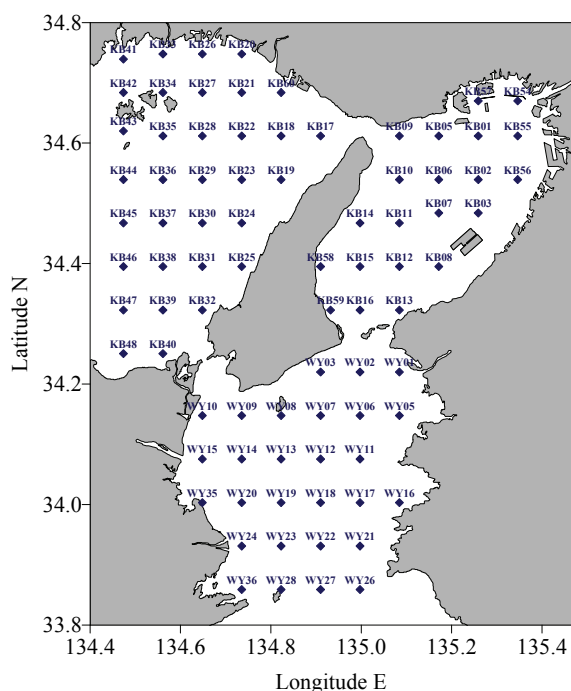 34.8
KB41 KB33 KB26 KB20
KB42 KB34 KB27 KB21 KB60 KB52 KB54
KB43 KB35 KB28 KB22 KB18 KB17 KB09 KB05 KB01 KB55
34.6
KB44 KB36 KB29 KB23 KB19 KB10 KB06 KB02 KB56
KB45 KB37 KB30 KB24 KB14 KB11 KB07 KB03
KB46 KB38 KB31 KB25 KB58 KB15 KB12 KB08
34.4
KB47 KB39 KB32 KB59 KB16 KB13
KB48 KB40
WY03 WY02 WY01
34.2
WY10 WY09 WY08 WY07 WY06 WY05
WY15 WY14 WY13 WY12 WY11
WY35 WY20 WY19 WY18 WY17 WY16
34.0
WY24 WY23 WY22 WY21
WY36 WY28 WY27 WY26
33.8
134.4 134.6 134.8 135.0 135.2 135.4
Latitude N
Longitude E